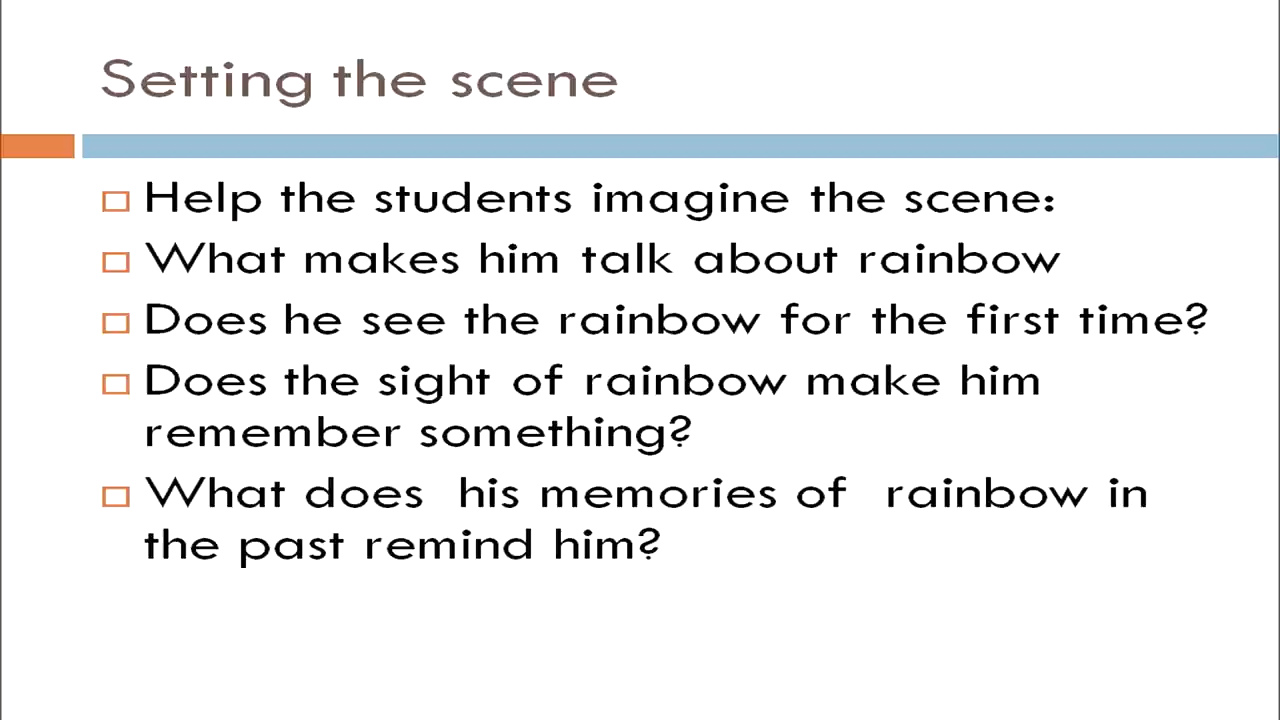 Setting the scene
Help the students imagine the scene:
What makes him talk about rainbow
Does he see the rainbow for the first time?
Does the sight of rainbow make him
remember something?
What does his memories of rainbow in
the past remind him?